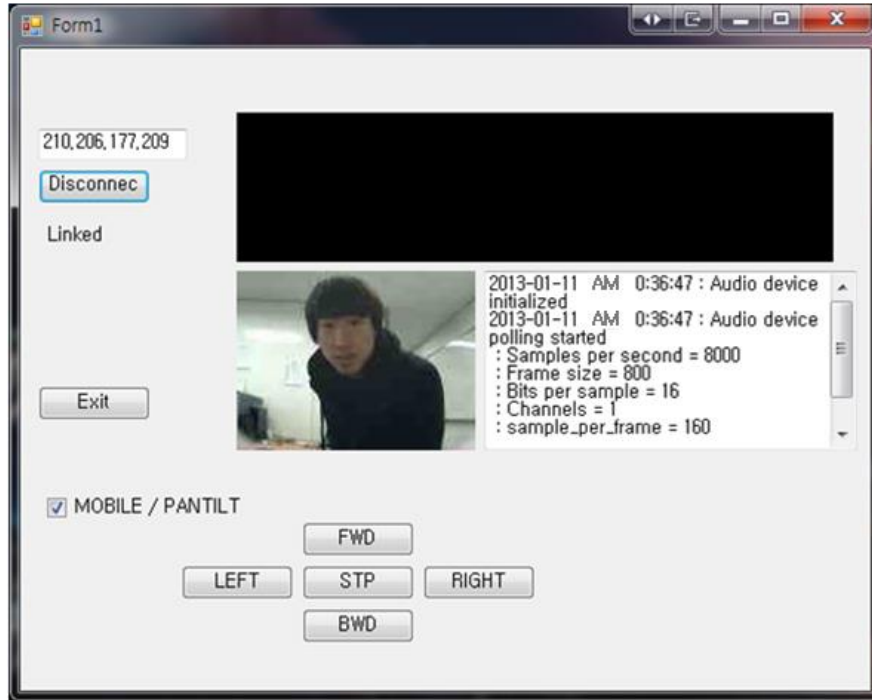 Form1
210,206,177,209
Disconnec
Linked
2013-01-11 AM 0:36:47 : Audio device
initialized
2013-01-11 AM 0:36:47 : Audio device
polling started
: Samples per second = 8000
: Frame size = 800
: Bits per sample = 16
: Channels = 1
: sample_per_frame = 160
Exit
MOBILE / PANTILT
FWD
LEFT STP RIGHT
BWD